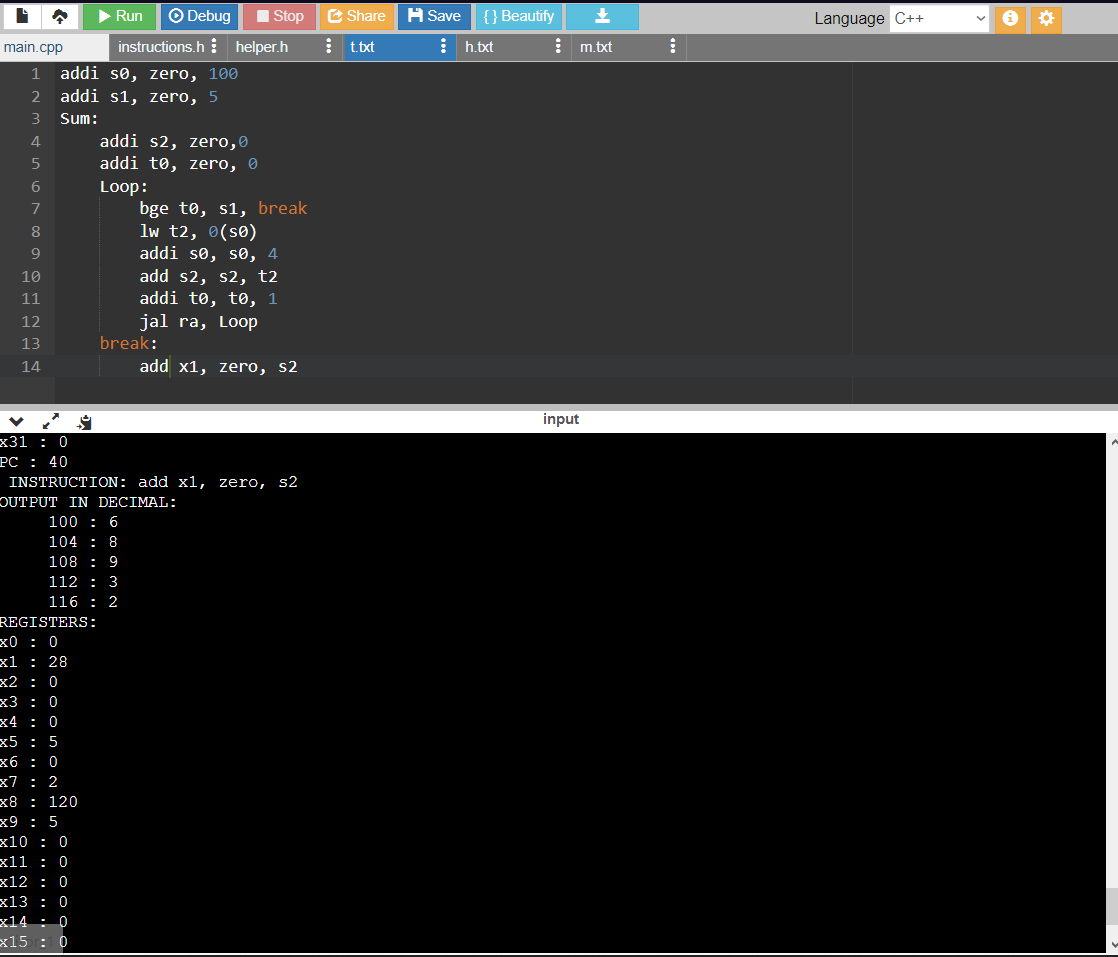 Run Debug Stop Share Save { } Beautify Language C++
main.cpp instructions.h helper.h t.txt h.txt m.txt
1 addi s0, zero, 100
2 addi s1, zero, 5
3 Sum:
4 addi s2, zero,0
5 addi t0, zero, 0
6 Loop:
7 bge t0, s1, break
8 lw t2, 0(s0)
9 addi s0, s0, 4
10 add s2, s2, t2
11 addi t0, t0, 1
12 jal ra, Loop
13 break:
14 add x1, zero, s2
input
x31 : 0
PC : 40
INSTRUCTION: add x1, zero, s2
OUTPUT IN DECIMAL:
100 : 6
104 : 8
108 : 9
112 : 3
116 : 2
REGISTERS:
x0 : 0
x1 : 28
x2 : 0
x3 : 0
x4 : 0
x5 : 5
x6 : 0
x7 : 2
x8 : 120
x9 : 5
x10 : 0
x11 : 0
x12 : 0
x13 : 0
x14 : 0
x15 : 0